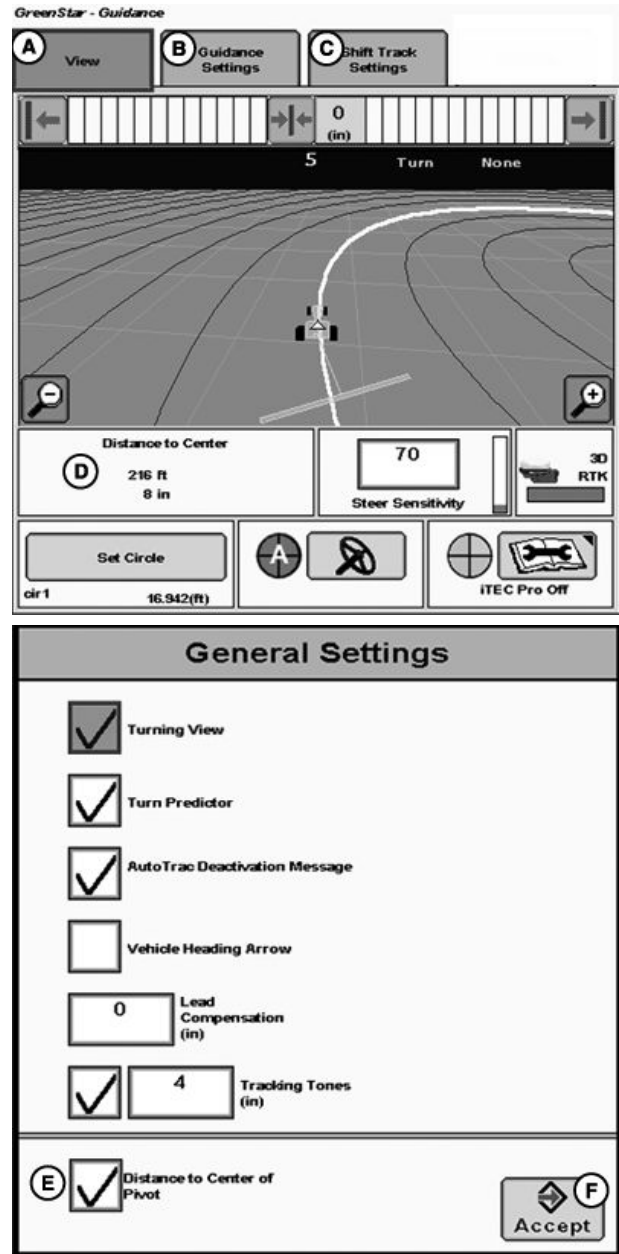 GreenStar - Guidance
A
View
B
Guidance
Settings
C
Shift Track
Settings
0
(in)
5 Turn None
Distance to Center
D
216 ft
8 in
70
Steer Sensitivity
3D
RTK
Set Circle
cir1 16.942(ft)
A
iTEC Pro Off
General Settings
Turning View
Turn Predictor
AutoTrac Deactivation Message
Vehicle Heading Arrow
0
Lead
Compensation
(in)
4
Tracking Tones
(in)
E
Distance to Center of
Pivot
F
Accept